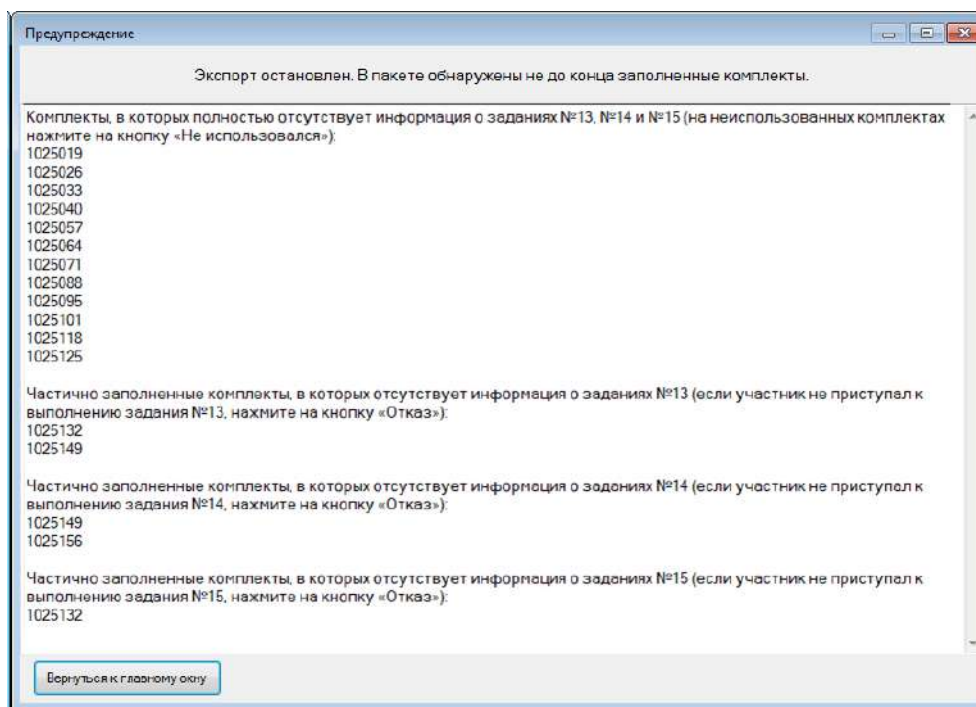 Предупреждение
Экспорт остановлен. В пакете обнаружены не до конца заполненные комплекты.
Комплекты, в которых полностью отсутствует информация о заданиях №13, №14 и №15 (на неиспользованных комплектах
нажмите на кнопку «Не использовался»):
1025019
1025026
1025033
1025040
1025057
1025064
1025071
1025088
1025095
1025101
1025118
1025125
Частично заполненные комплекты, в которых отсутствует информация о заданиях №13 (если участник не приступал к
выполнению задания №13, нажмите на кнопку «Отказ»):
1025132
1025149
Частично заполненные комплекты, в которых отсутствует информация о заданиях №14 (если участник не приступал к
выполнению задания №14, нажмите на кнопку «Отказ»):
1025149
1025156
Частично заполненные комплекты, в которых отсутствует информация о заданиях №15 (если участник не приступал к
выполнению задания №15, нажмите на кнопку «Отказ»):
1025132
Вернуться к главному окну